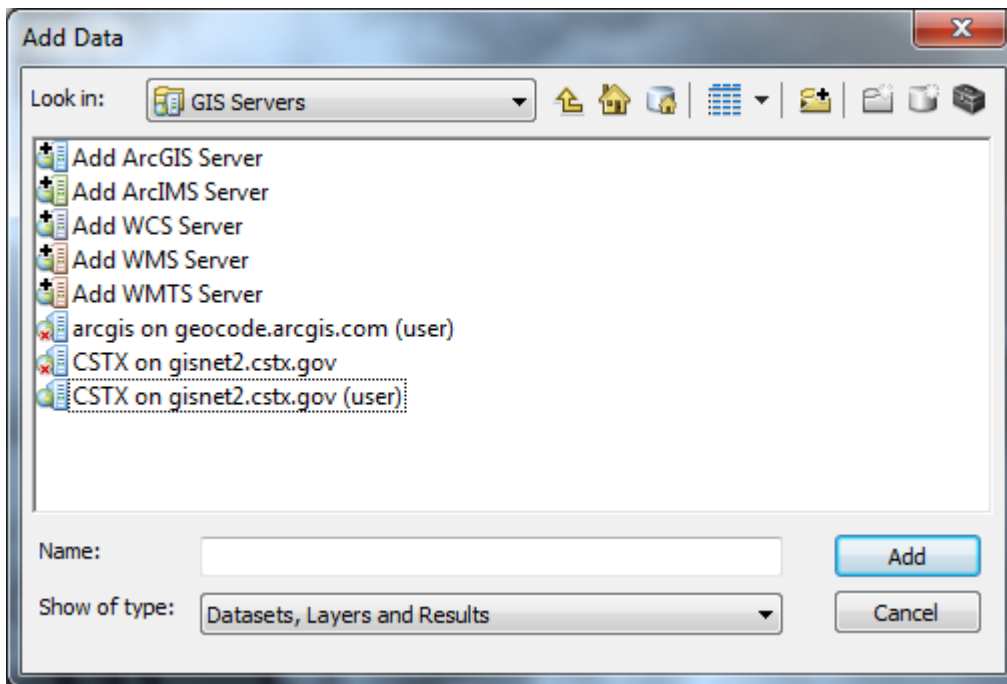 Add Data
Look in: GIS Servers
Add ArcGIS Server
Add ArcIMS Server
Add WCS Server
Add WMS Server
Add WMTS Server
arcgis on geocode.arcgis.com (user)
CSTX on gisnet2.cstx.gov
CSTX on gisnet2.cstx.gov (user)
Name: Add
Show of type: Datasets, Layers and Results Cancel